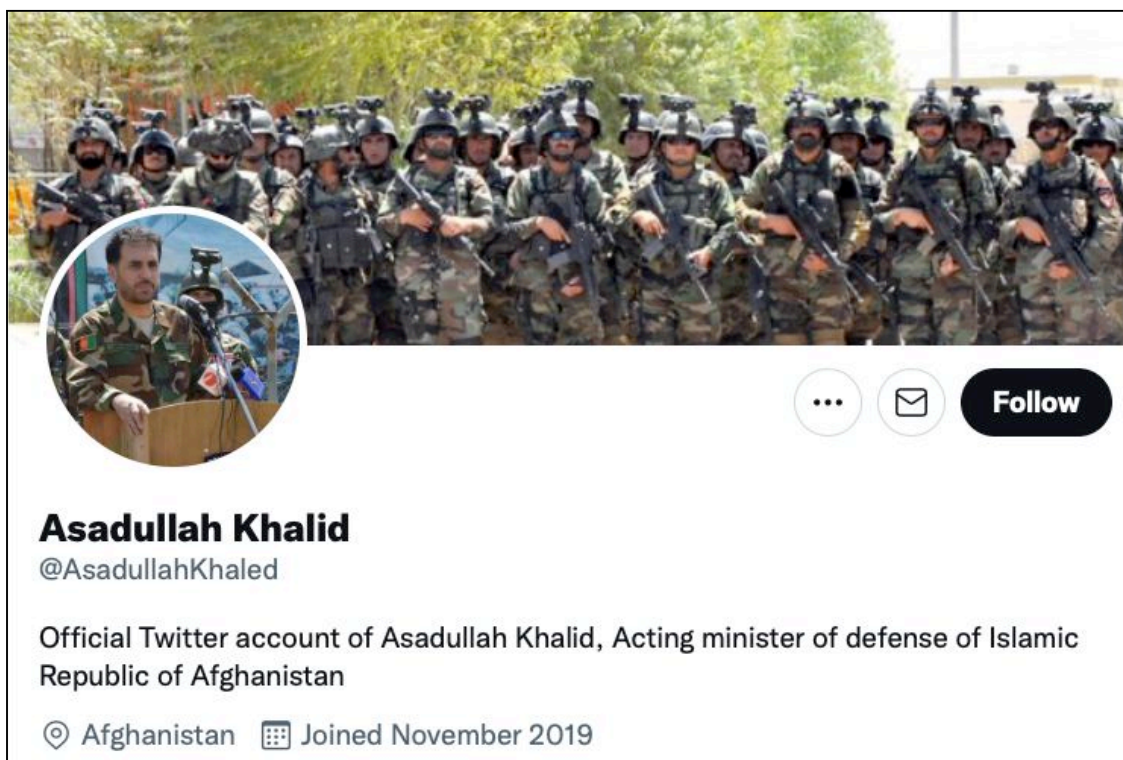 Follow
Asadullah Khalid
@AsadullahKhaled
Official Twitter account of Asadullah Khalid, Acting minister of defense of Islamic
Republic of Afghanistan
Afghanistan Joined November 2019